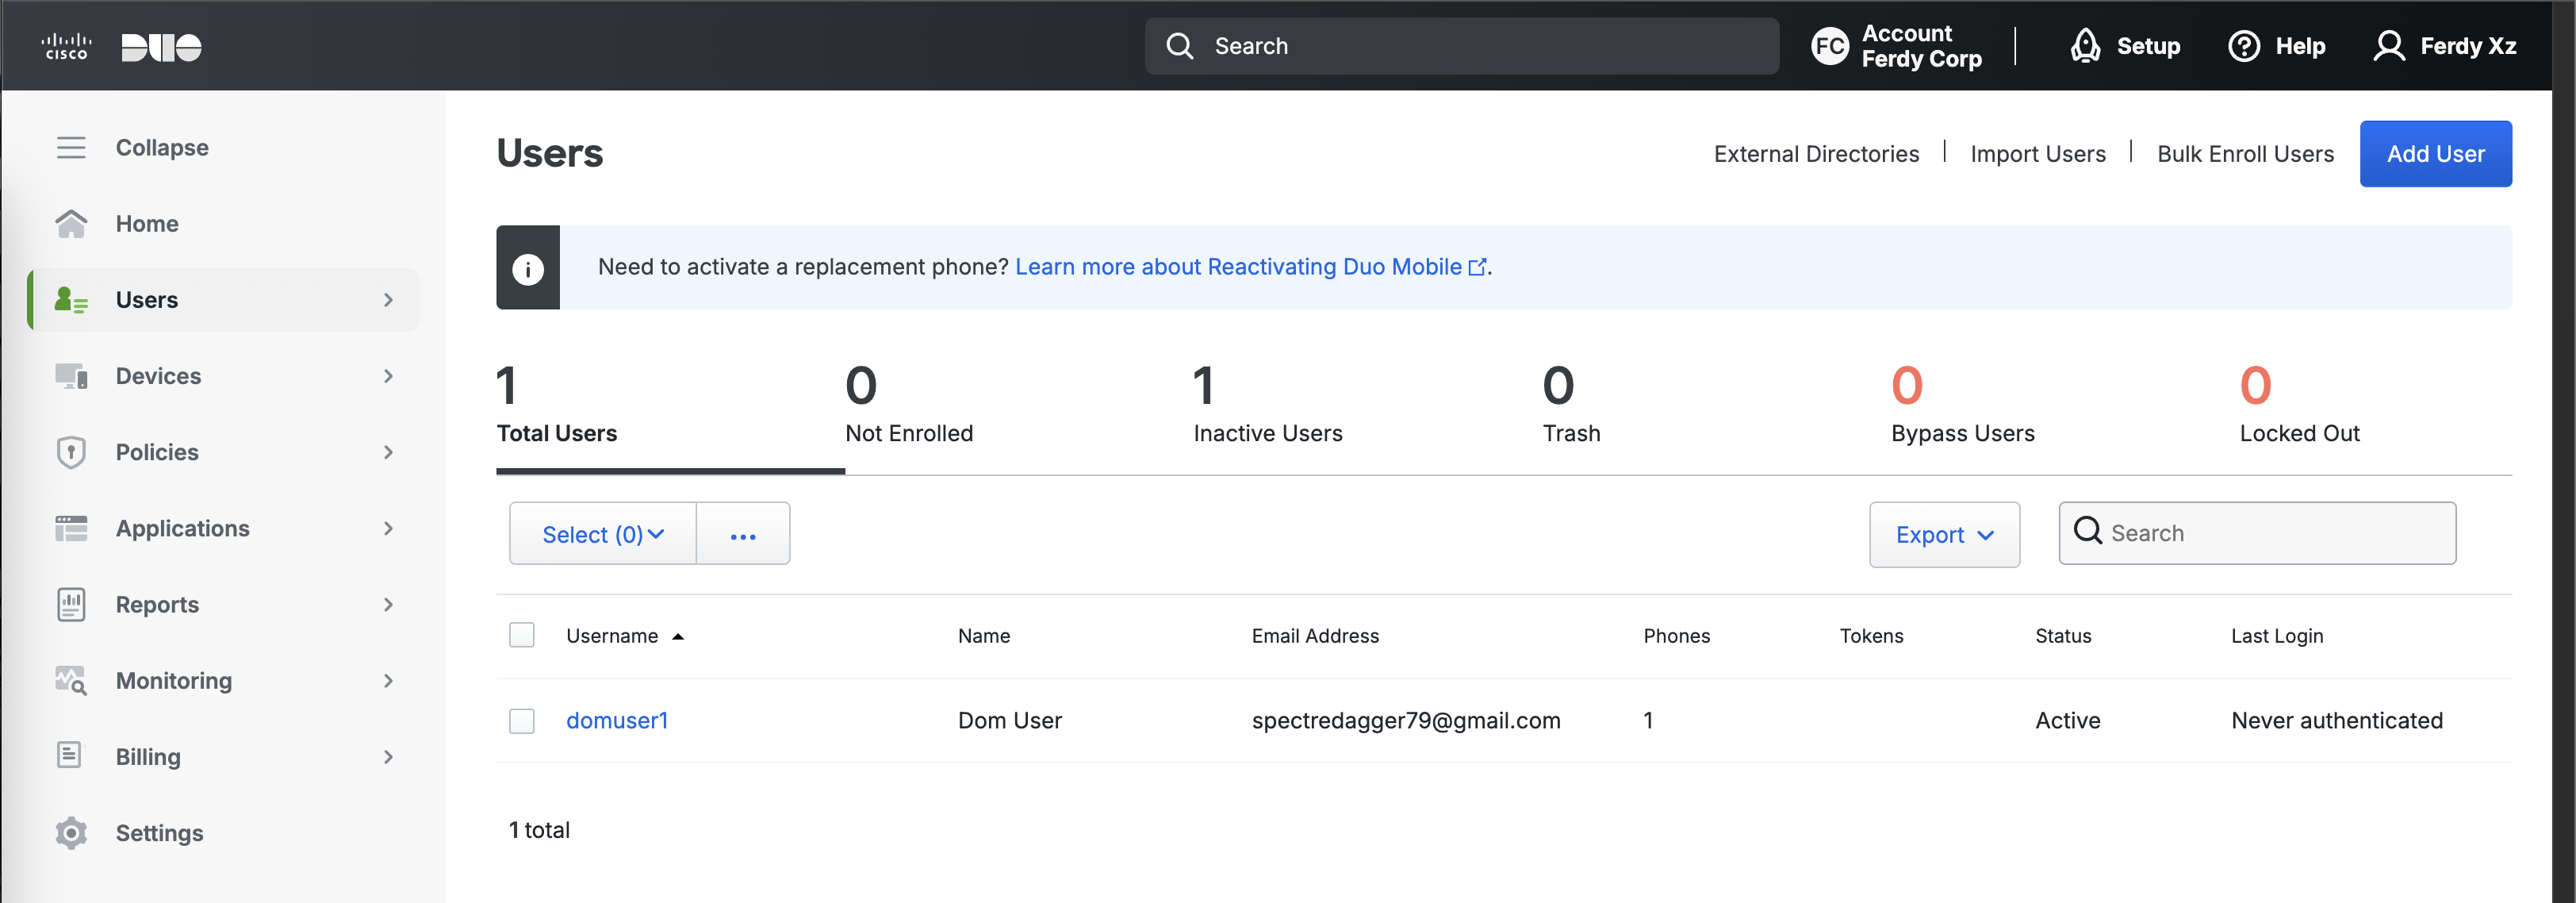 CISCO
DUO
Search
FC
Account
Ferdy Corp
Setup
Help
Ferdy Xz
Collapse
Home
Users
Devices
Policies
Applications
Reports
Monitoring
Billing
Settings
Users
External Directories
Import Users
Bulk Enroll Users
Add User
Need to activate a replacement phone? Learn more about Reactivating Duo Mobile.
1
Total Users
0
Not Enrolled
1
Inactive Users
0
Trash
0
Bypass Users
0
Locked Out
Select (0)
...
Export
Search
Username Name Email Address Phones Tokens Status Last Login
domuser1 Dom User spectredagger79@gmail.com 1 Active Never authenticated
1 total